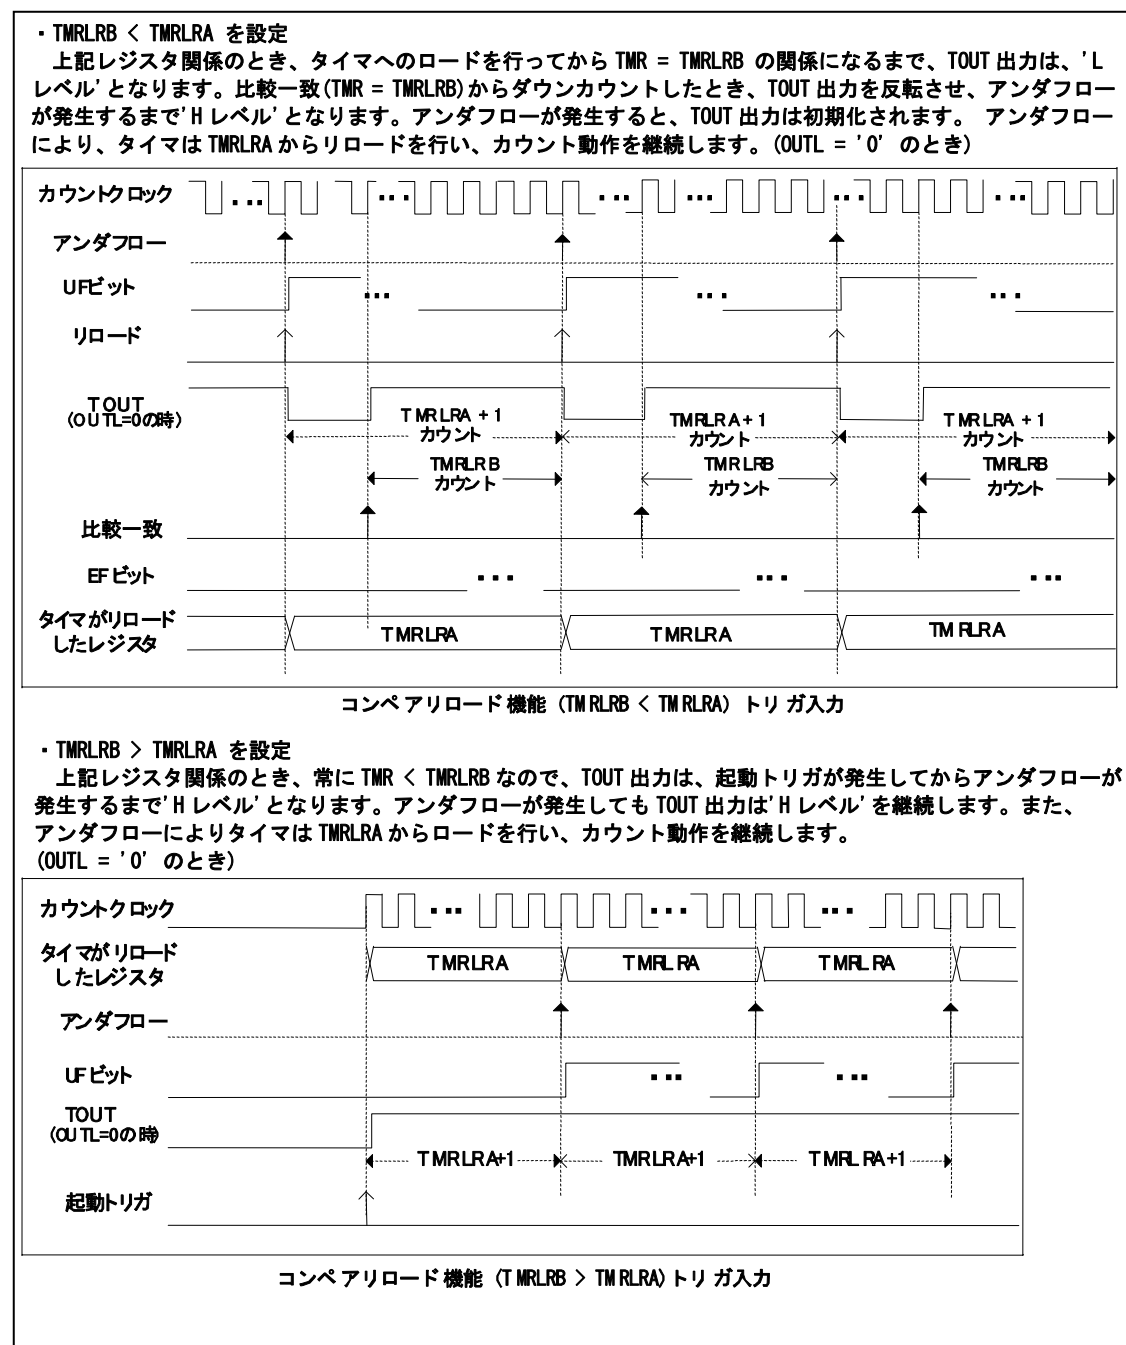 ・TMRLRB < TMRLRA を設定
上記レジスタ関係のとき、タイマへのロードを行ってから TMR = TMRLRB の関係になるまで、TOUT 出力は、'L
レベル'となります。比較一致(TMR = TMRLRB)からダウンカウントしたとき、TOUT 出力を反転させ、アンダフロー
が発生するまで'H レベル'となります。アンダフローが発生すると、TOUT 出力は初期化されます。 アンダフロー
により、タイマは TMRLRA からリロードを行い、カウント動作を継続します。(OUTL = '0' のとき)
カウントクロック
アンダフロー
UFビット
リロード
TOUT
(OUTL=0の時)
TMRLRA + 1
カウント
TMRLRA + 1
カウント
TMRLRA + 1
カウント
TMRLRB
カウント
TMRLRB
カウント
TMRLRB
カウント
比較一致
EFビット
タイマがリロード
したレジスタ
TMRLRA
TMRLRA
TMRLRA
コンペアリロード機能 (TMRLRB < TMRLRA) トリガ入力
・TMRLRB > TMRLRA を設定
上記レジスタ関係のとき、常に TMR < TMRLRB なので、TOUT 出力は、起動トリガが発生してからアンダフローが
発生するまで'H レベル'となります。アンダフローが発生しても TOUT 出力は'H レベル'を継続します。また、
アンダフローによりタイマは TMRLRA からロードを行い、カウント動作を継続します。
(OUTL = '0' のとき)
カウントクロック
タイマがリロード
したレジスタ
TMRLRA
TMRLRA
TMRLRA
アンダフロー
UFビット
TOUT
(OUTL=0の時)
TMRLRA+1
TMRLRA+1
TMRLRA+1
起動トリガ
コンペアリロード機能 (TMRLRB > TMRLRA)トリガ入力